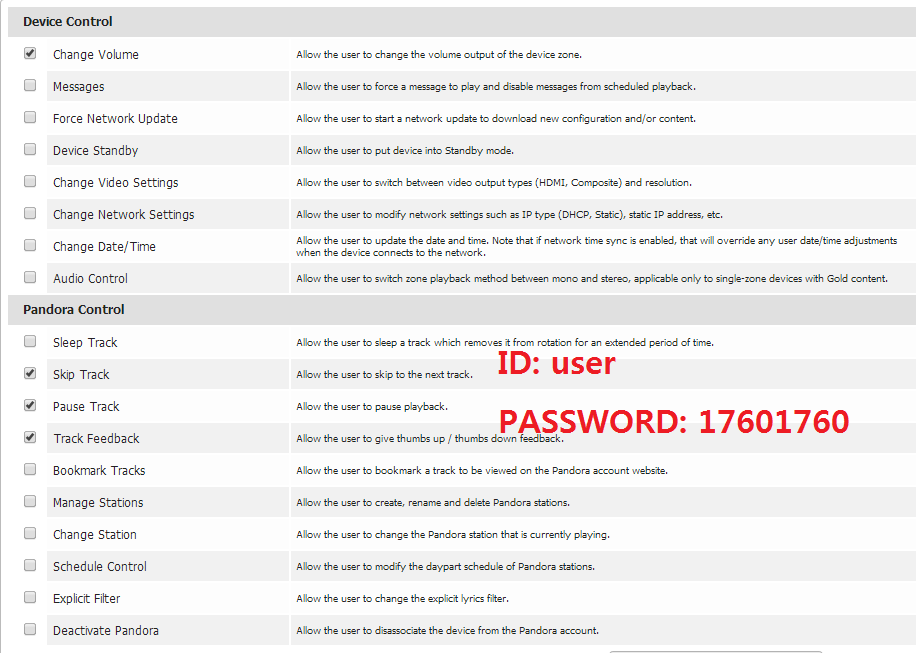 Device Control
Change Volume Allow the user to change the volume output of the device zone.
Messages Allow the user to force a message to play and disable messages from scheduled playback.
Force Network Update Allow the user to start a network update to download new configuration and/or content.
Device Standby Allow the user to put device into Standby mode.
Change Video Settings Allow the user to switch between video output types (HDMI, Composite) and resolution.
Change Network Settings Allow the user to modify network settings such as IP type (DHCP, Static), static IP address, etc.
Change Date/Time Allow the user to update the date and time. Note that if network time sync is enabled, that will override any user date/time adjustments
when the device connects to the network.
Audio Control Allow the user to switch zone playback method between mono and stereo, applicable only to single-zone devices with Gold content.
Pandora Control
Sleep Track Allow the user to sleep a track which removes it from rotation for an extended period of time.
ID: user
Skip Track Allow the user to skip to the next track.
Pause Track Allow the user to pause playback.
PASSWORD: 17601760
Track Feedback Allow the user to give thumbs up / thumbs down feedback.
Bookmark Tracks Allow the user to bookmark a track to be viewed on the Pandora account website.
Manage Stations Allow the user to create, rename and delete Pandora stations.
Change Station Allow the user to change the Pandora station that is currently playing.
Schedule Control Allow the user to modify the daypart schedule of Pandora stations.
Explicit Filter Allow the user to change the explicit lyrics filter.
Deactivate Pandora Allow the user to disassociate the device from the Pandora account.